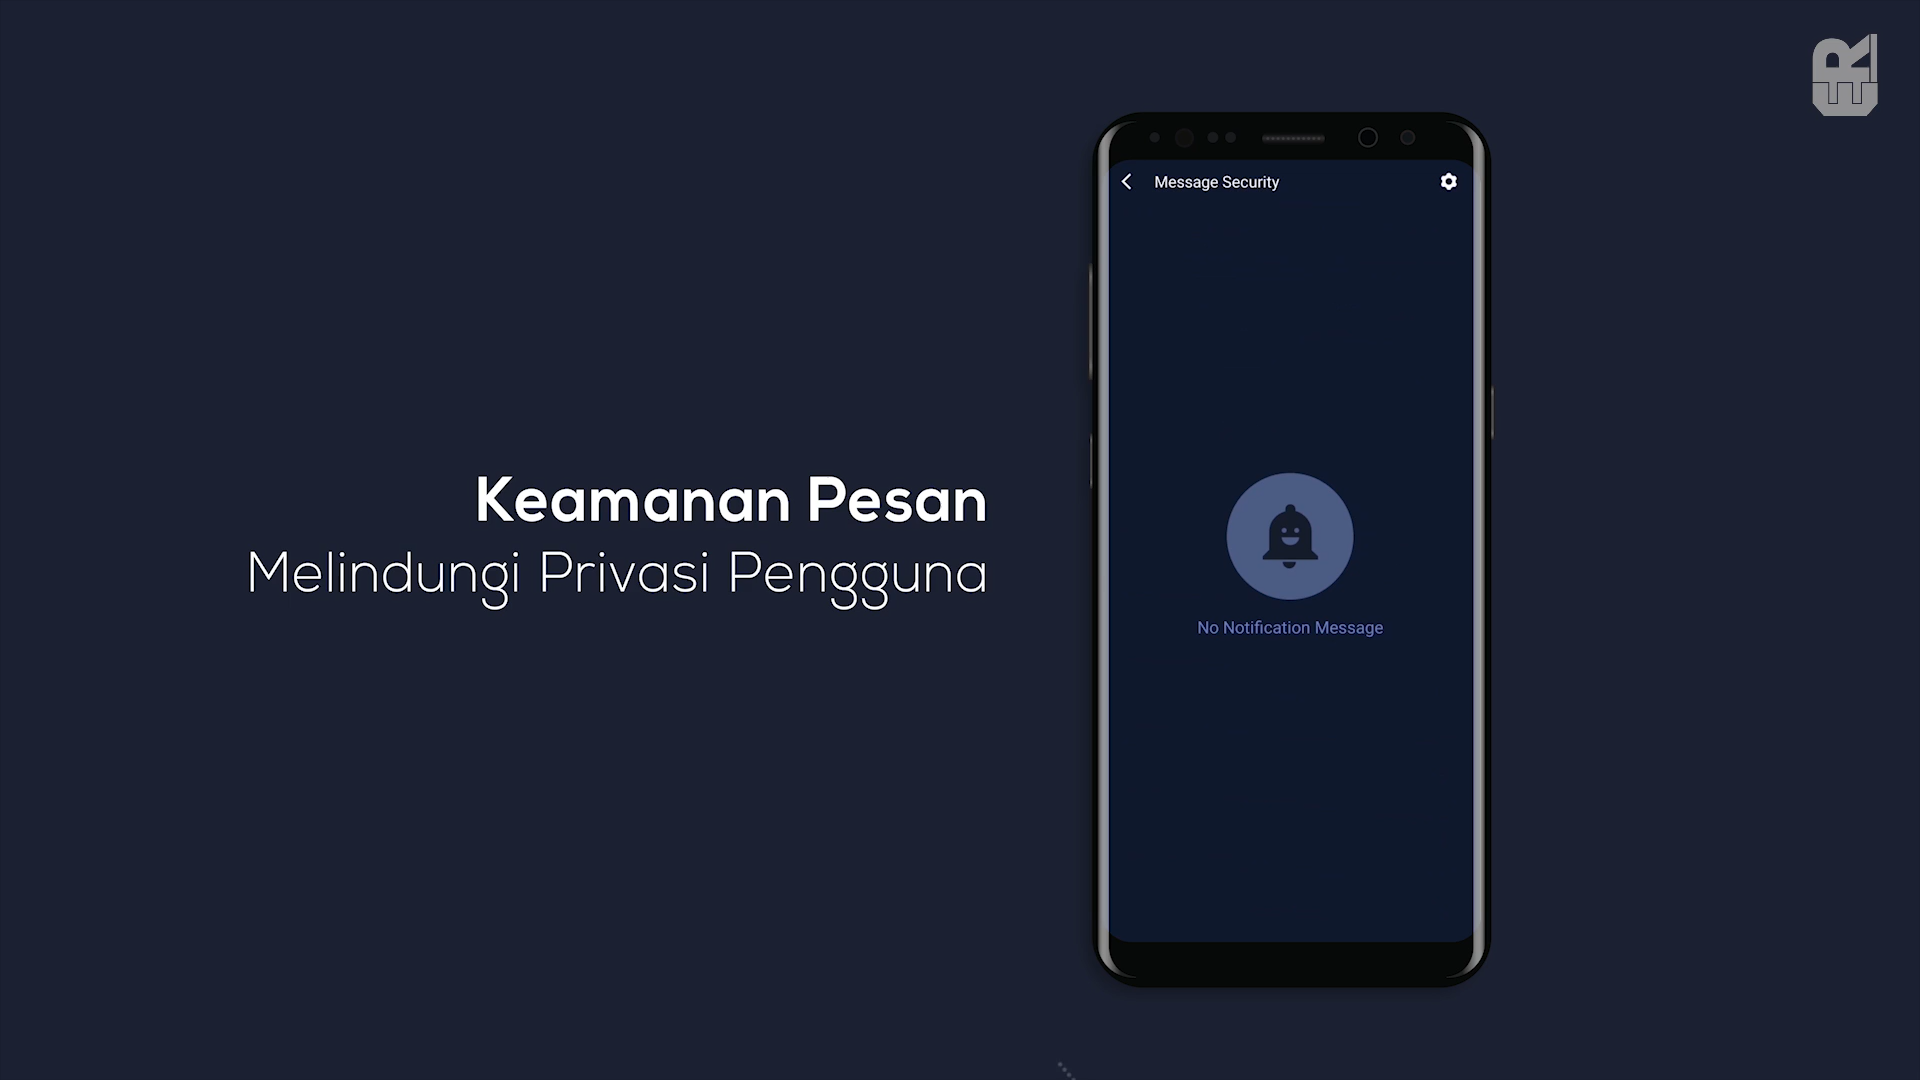 Keamanan Pesan
Melindungi Privasi Pengguna
Message Security
No Notification Message